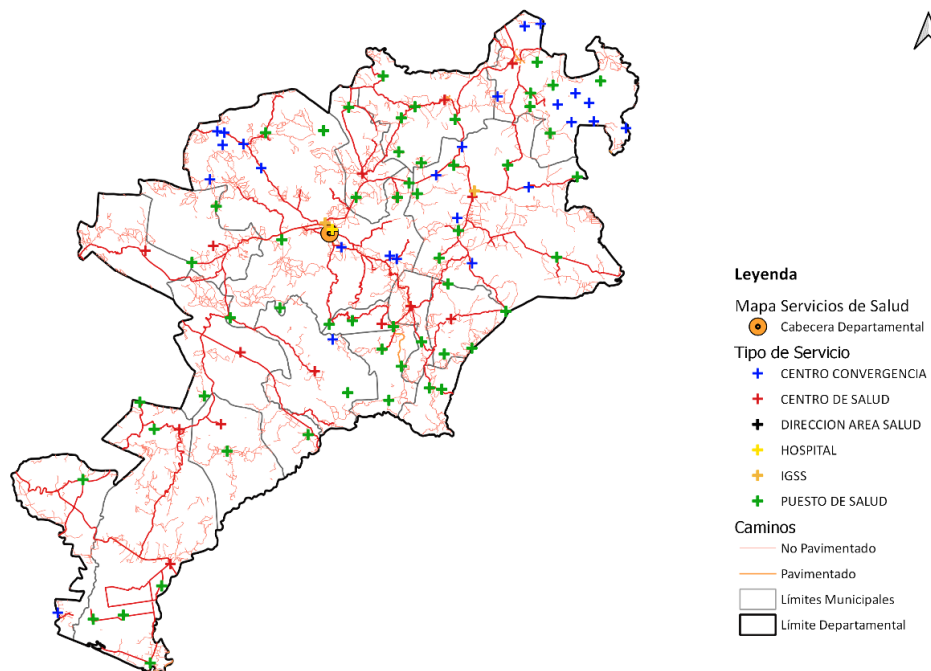 Leyenda
Mapa Servicios de Salud
Cabecera Departamental
Tipo de Servicio
CENTRO CONVERGENCIA
CENTRO DE SALUD
DIRECCION AREA SALUD
HOSPITAL
IGSS
PUESTO DE SALUD
Caminos
No Pavimentado
Pavimentado
Límites Municipales
Límite Departamental